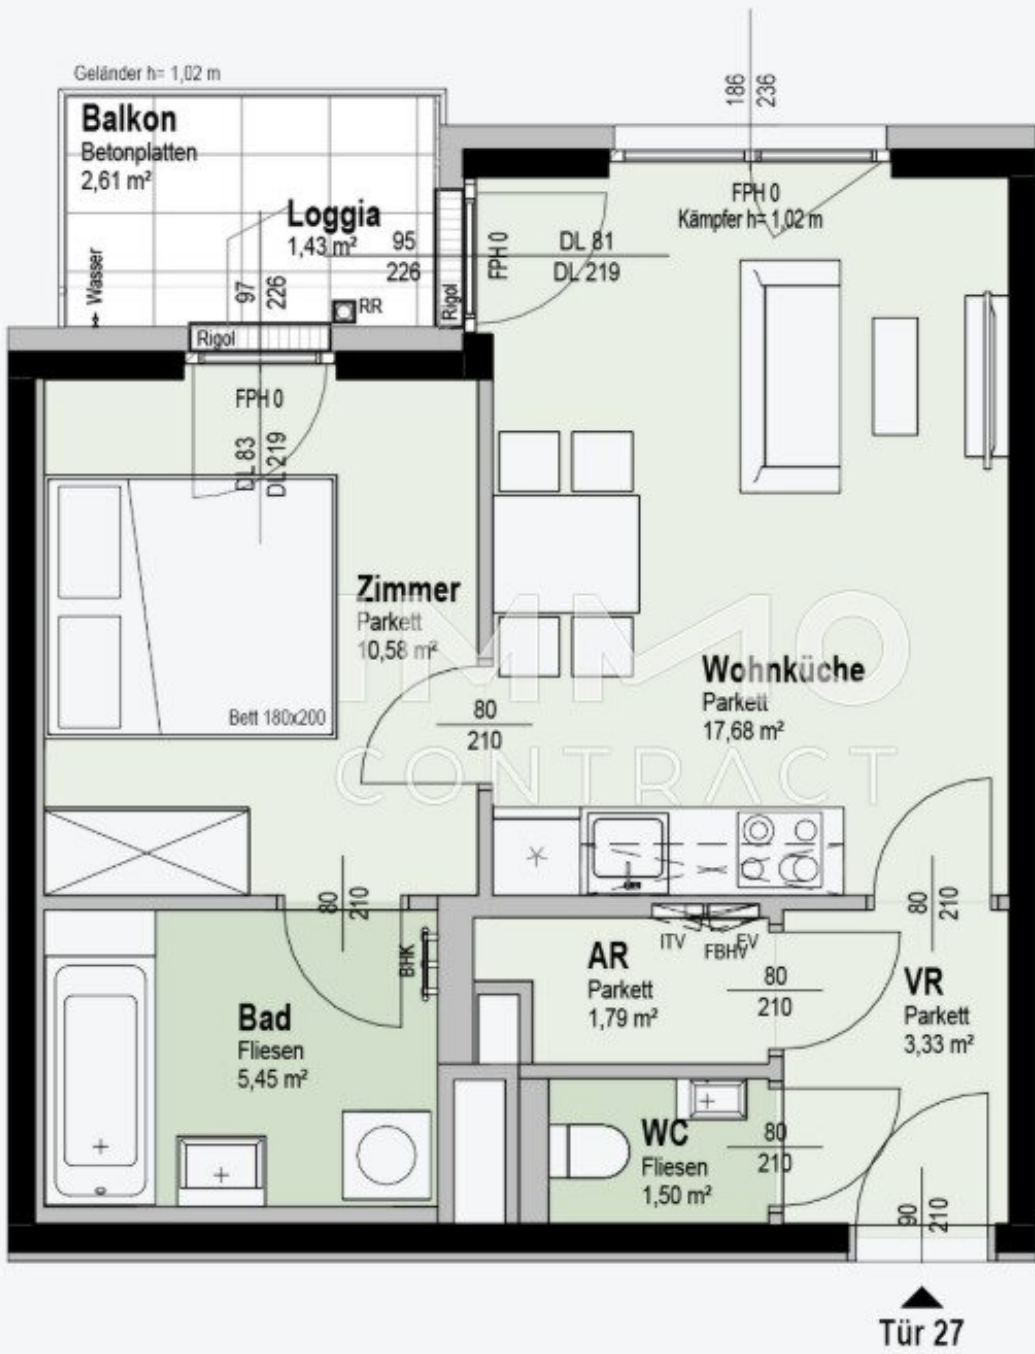 Geländer h= 1,02 m
186
236
Balkon
Betonplatten
2,61 m²
Loggia
1,43 m²
Wasser
97
226
RR
Rigol
95
226
Rigol
FPH 0
DL 81
DL 219
FPH 0
Kämpfer h= 1,02 m
FPH 0
DL 83
DL 219
Zimmer
Parkett
10,58 m²
Bett 180x200
IMMO
CONTRACT
80
210
Wohnküche
Parkett
17,68 m²
80
210
80
210
BHK
Bad
Fliesen
5,45 m²
ITV
FBHV
EV
AR
Parkett
1,79 m²
80
210
VR
Parkett
3,33 m²
WC
Fliesen
1,50 m²
80
210
90
210
Tür 27